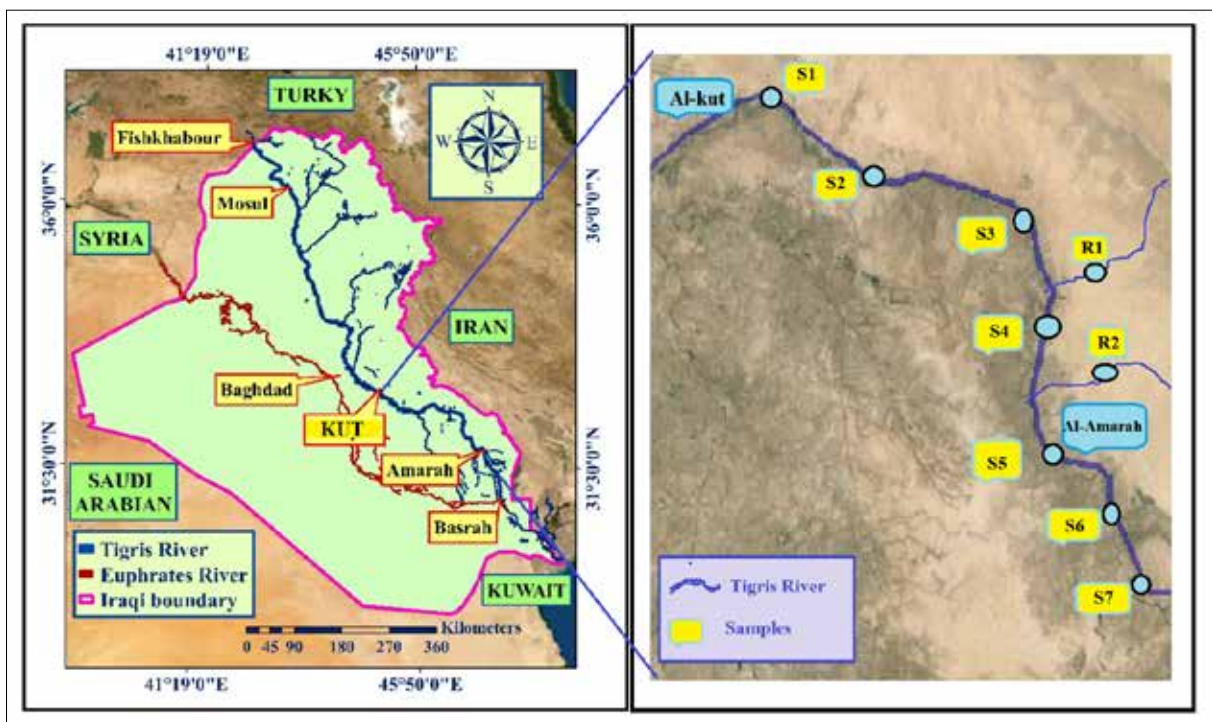 41°19'0"E
45°50'0"E
TURKY
Fishkhabour
N
W
E
S
Mosul
36°0'0"N
36°0'0"N
SYRIA
IRAN
Baghdad
KUT
Amarah
31°30'0"N
31°30'0"N
SAUDI
ARABIAN
Basrah
Tigris River
Euphrates River
Iraqi boundary
KUWAIT
Kilometers
0 45 90 180 270 360
41°19'0"E
45°50'0"E
S1
Al-kut
S2
S3
R1
S4
R2
Al-Amarah
S5
S6
S7
Tigris River
Samples